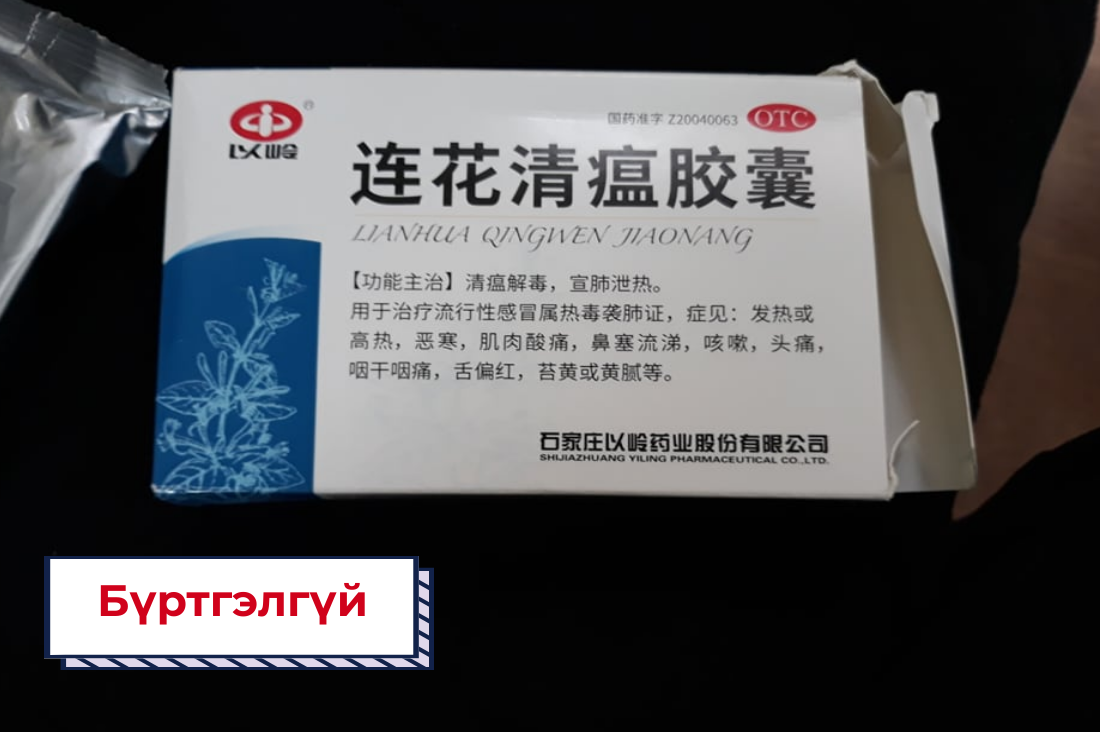 以岭
®
国药准字 Z20040063 OTC
连花清瘟胶囊
LIANHUA QINGWEN JIAONANG
【功能主治】清瘟解毒，宣肺泄热。
用于治疗流行性感冒属热毒袭肺证，症见：发热或
高热，恶寒，肌肉酸痛，鼻塞流涕，咳嗽，头痛，
咽干咽痛，舌偏红，苔黄或黄腻等。
石家庄以岭药业股份有限公司
SHIJIAZHUANG YILING PHARMACEUTICAL CO.,LTD.
Бүртгэлгүй